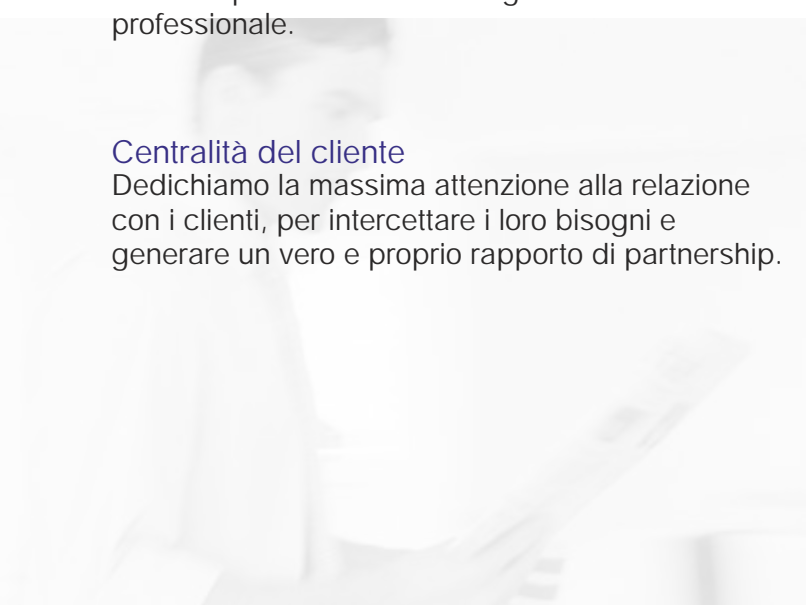 professionale.
Centralità del cliente
Dedichiamo la massima attenzione alla relazione
con i clienti, per intercettare i loro bisogni e
generare un vero e proprio rapporto di partnership.